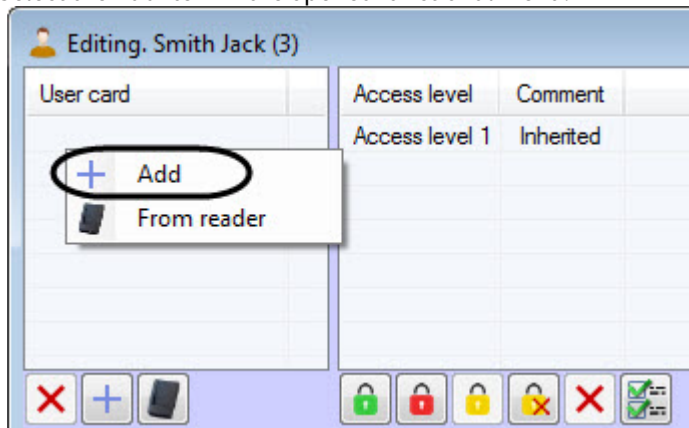 Editing. Smith Jack (3)
User card
Access level Comment
Access level 1 Inherited
Add
From reader